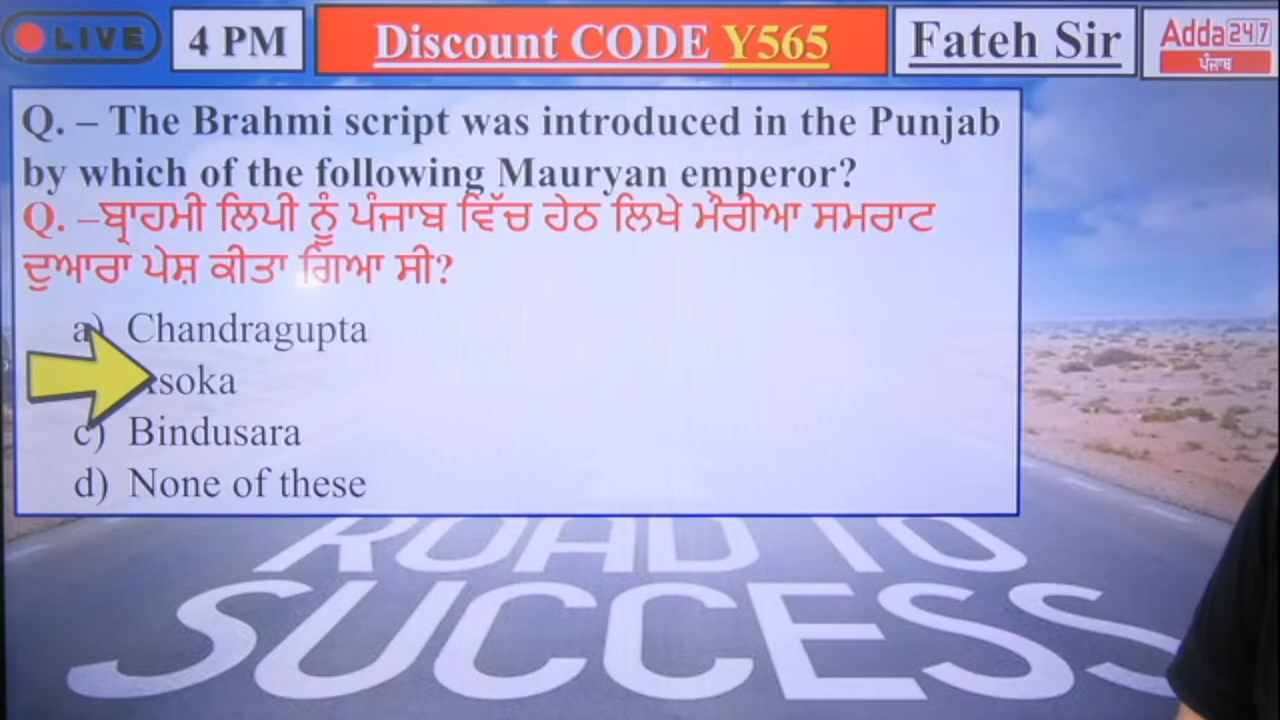 LIVE
4 PM
Discount CODE Y565
Fateh Sir
Adda247
ਪੰਜਾਬ
Q. – The Brahmi script was introduced in the Punjab
by which of the following Mauryan emperor?
Q. –ਬ੍ਰਾਹਮੀ ਲਿਪੀ ਨੂੰ ਪੰਜਾਬ ਵਿੱਚ ਹੇਠ ਲਿਖੇ ਮੌਰੀਆ ਸਮਰਾਟ
ਦੁਆਰਾ ਪੇਸ਼ ਕੀਤਾ ਗਿਆ ਸੀ?
a) Chandragupta
Asoka
c) Bindusara
d) None of these
ROAD TO
SUCCESS